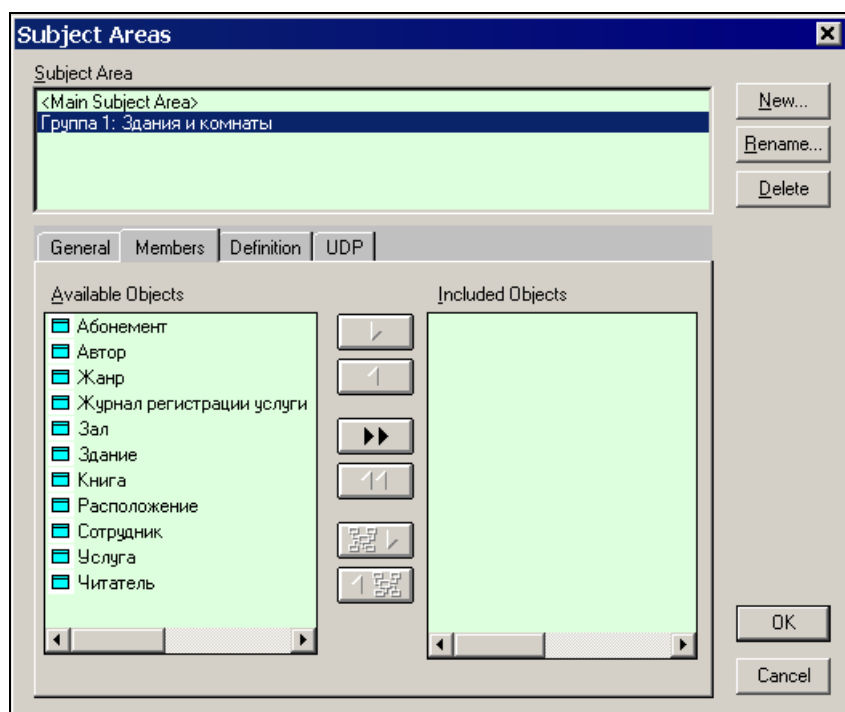 Subject Areas
Subject Area
<Main Subject Area>
Группа 1: Здания и комнаты
New...
Rename...
Delete
General Members Definition UDP
Available Objects
Included Objects
Абонемент
Автор
Жанр
Журнал регистрации услуги
Зал
Здание
Книга
Расположение
Сотрудник
Услуга
Читатель
OK
Cancel